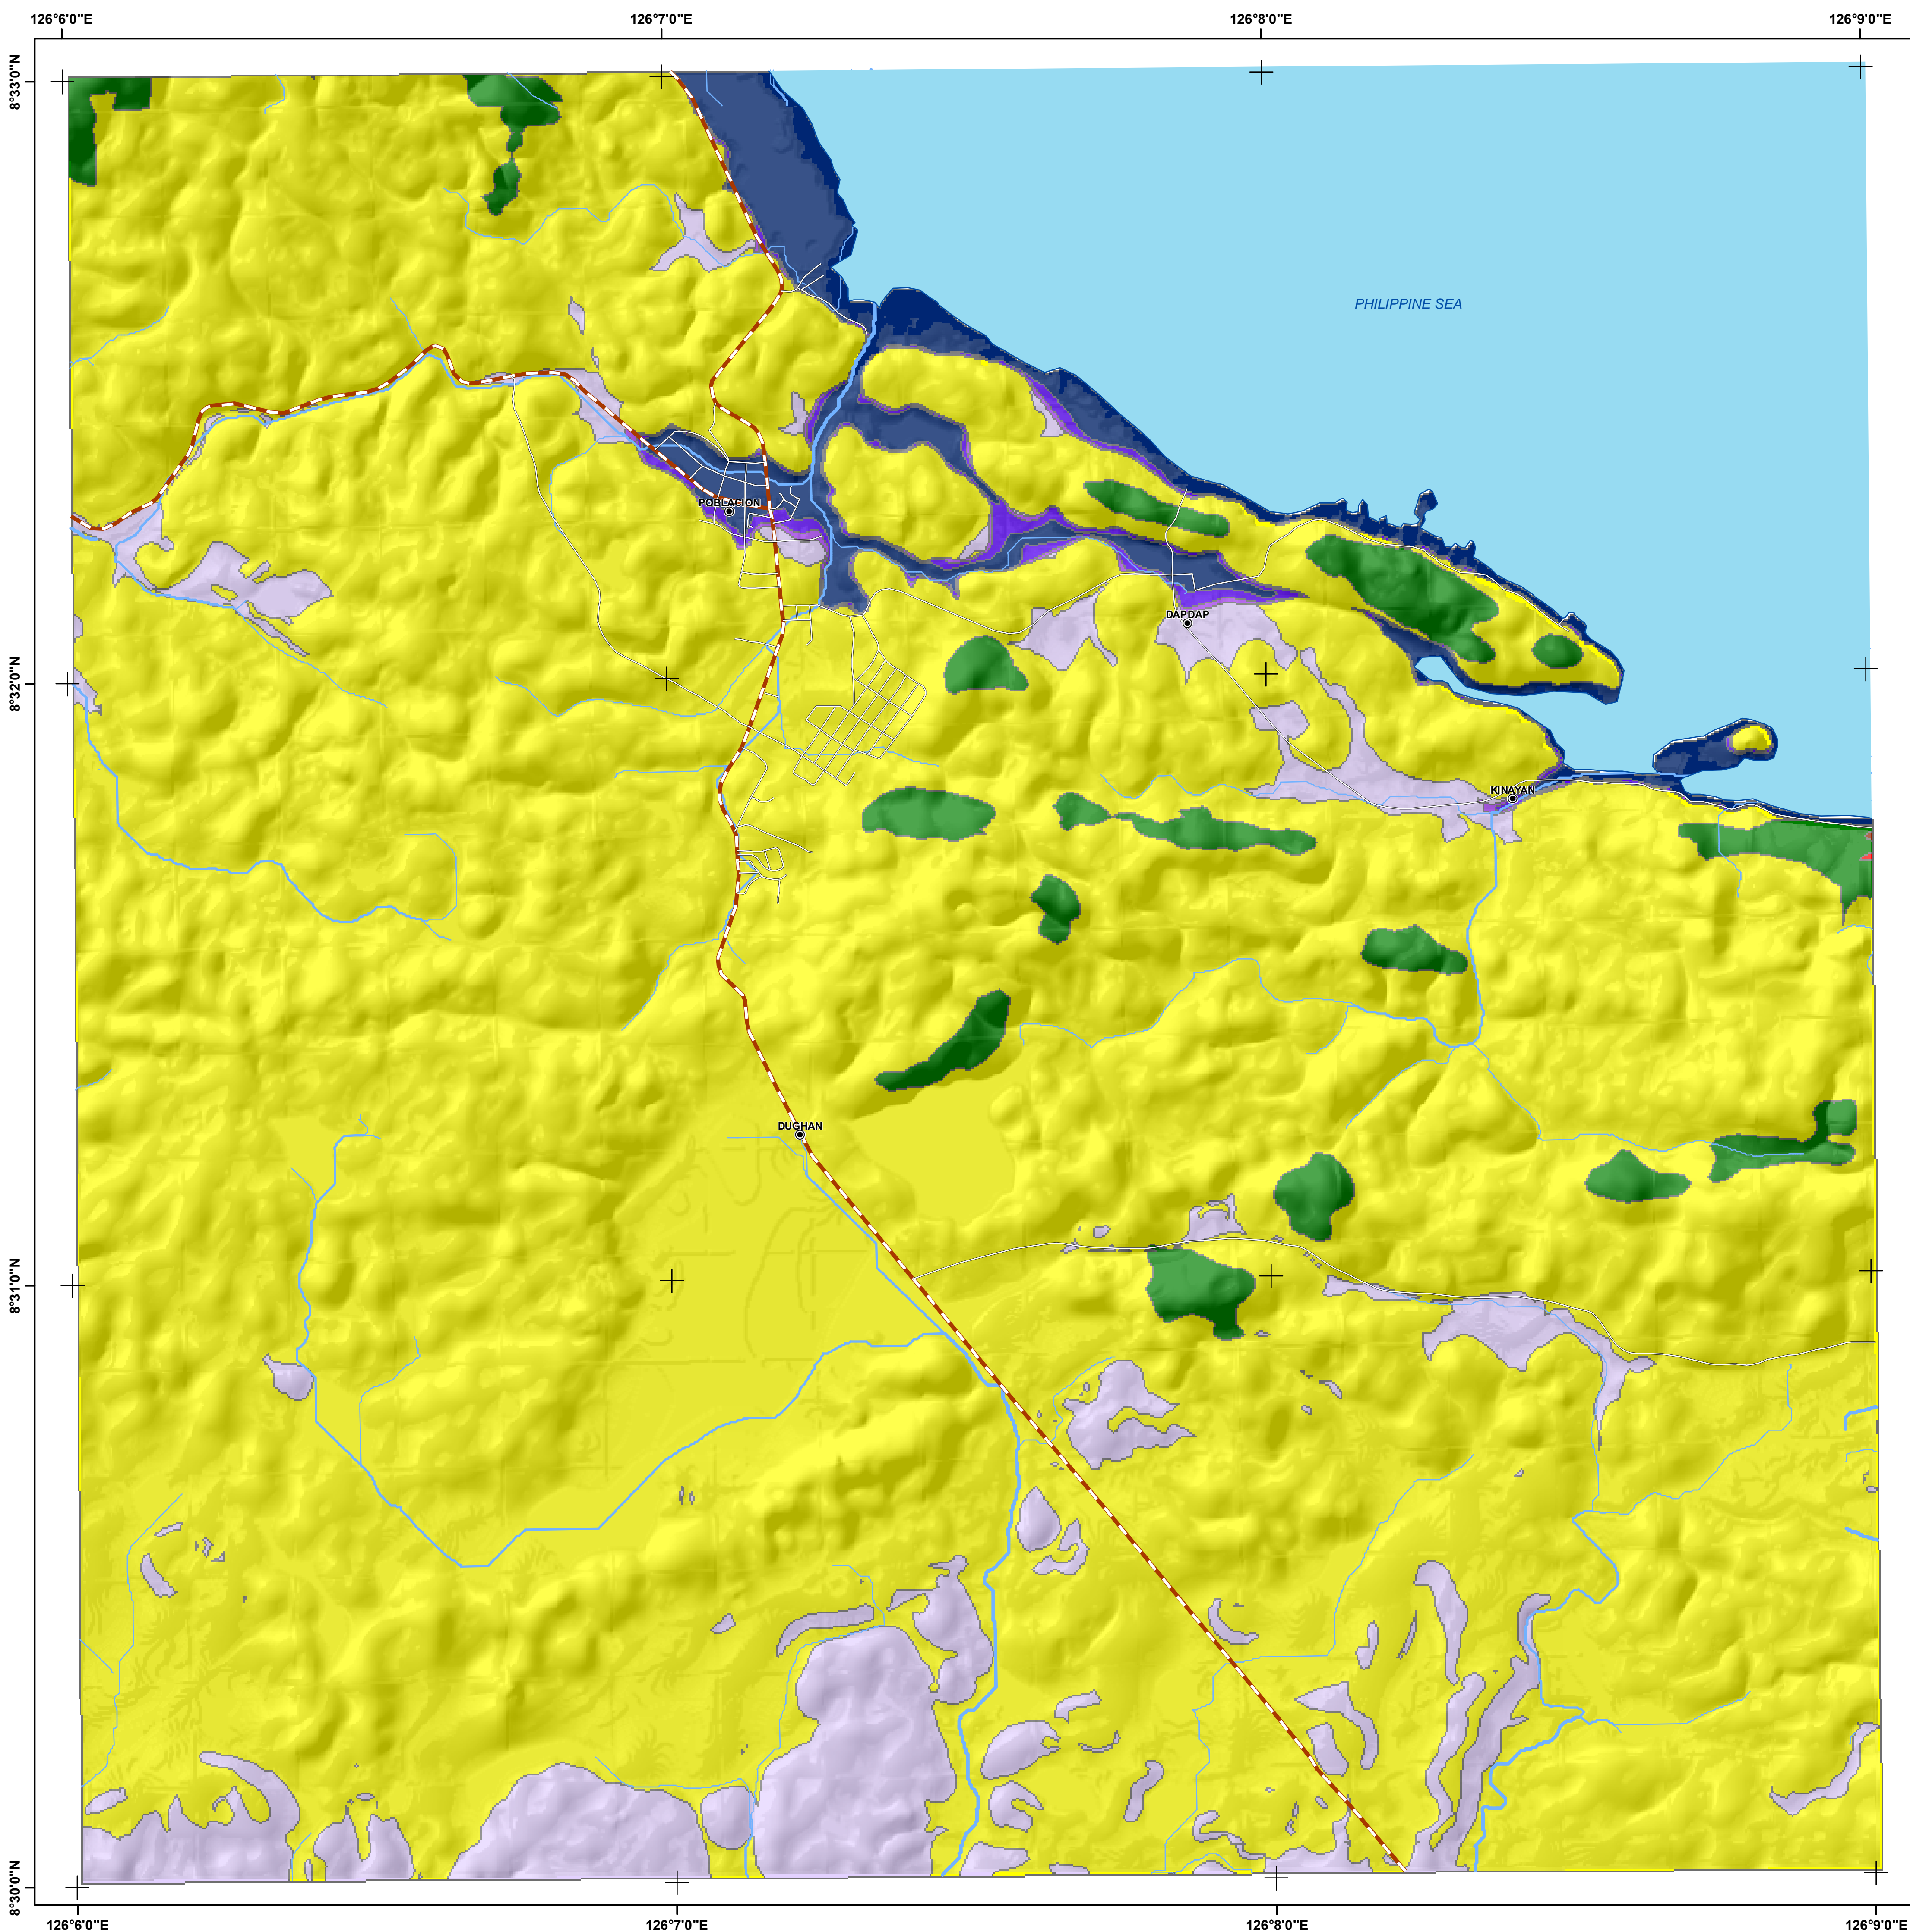 126°6'0"E 126°7'0"E 126°8'0"E 126°9'0"E
8°33'0"N
PHILIPPINE SEA
POBLACION
DAPDAP
8°32'0"N
KINAYAN
DUGHAN
8°31'0"N
8°30'0"N
126°6'0"E 126°7'0"E 126°8'0"E 126°9'0"E